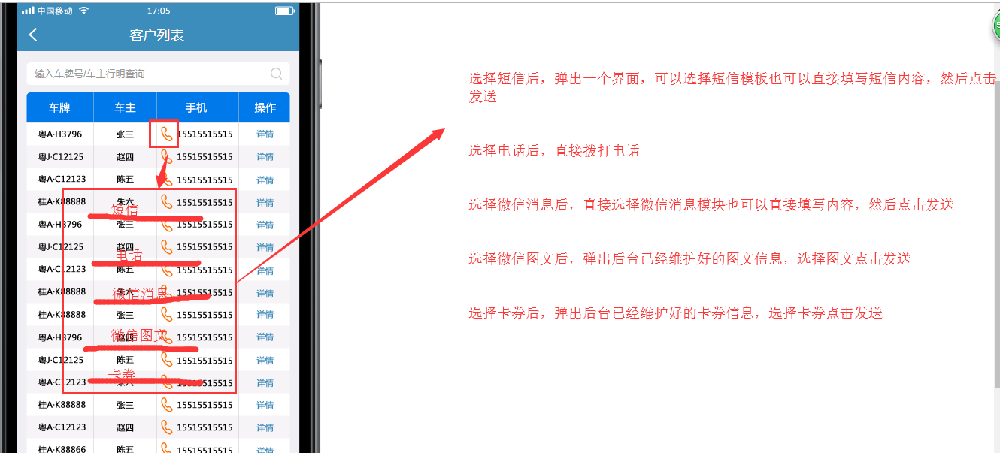 中国移动 17:05
客户列表
输入车牌号/车主行明查询
车牌 车主 手机 操作
粤A·H3796 张三 15515515515 详情
粤J·C12125 赵四 15515515515 详情
粤A·C12123 陈五 15515515515 详情
桂A·K88888 朱六 15515515515 详情
短信
粤A·H3796 张三 15515515515 详情
粤J·C12125 赵四 15515515515 详情
电话
粤A·C12123 陈五 15515515515 详情
桂A·K88888 朱六 15515515515 详情
微信消息
桂A·K88888 张三 15515515515 详情
粤A·H3796 赵四 15515515515 详情
微信图文
粤J·C12125 陈五 15515515515 详情
卡券
粤A·C12123 朱六 15515515515 详情
桂A·K88888 张三 15515515515 详情
粤A·C12123 赵四 15515515515 详情
桂A·K88866 陈五 15515515515 详情
选择短信后，弹出一个界面，可以选择短信模板也可以直接填写短信内容，然后点击
发送
选择电话后，直接拨打电话
选择微信消息后，直接选择微信消息模块也可以直接填写内容，然后点击发送
选择微信图文后，弹出后台已经维护好的图文信息，选择图文点击发送
选择卡券后，弹出后台已经维护好的卡券信息，选择卡券点击发送